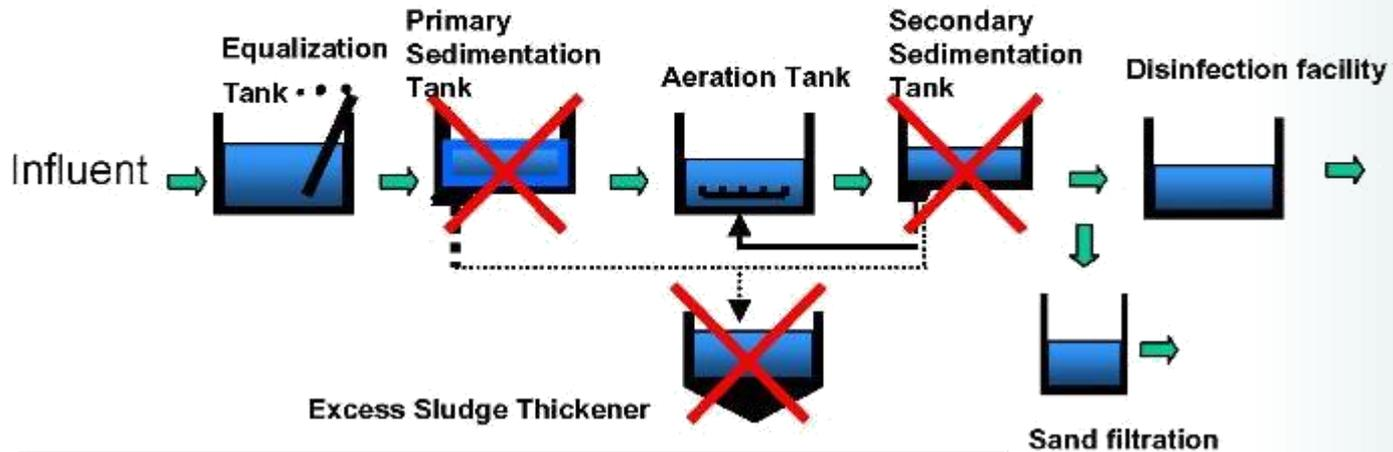 Influent
Equalization
Tank
Primary
Sedimentation
Tank
Aeration Tank
Secondary
Sedimentation
Tank
Disinfection facility
Excess Sludge Thickener
Sand filtration